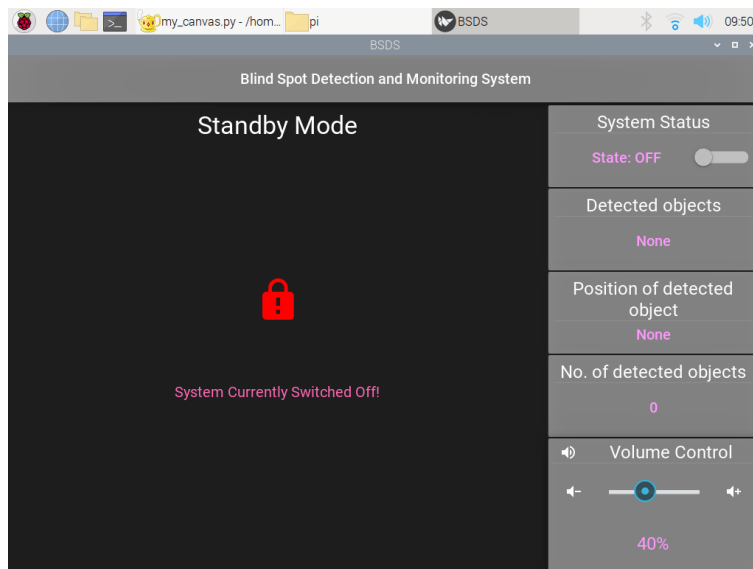 my_canvas.py - /hom...
pi
BSDS
09:50
BSDS
Blind Spot Detection and Monitoring System
Standby Mode
System Currently Switched Off!
System Status
State: OFF
Detected objects
None
Position of detected
object
None
No. of detected objects
0
Volume Control
40%